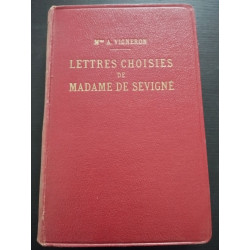 Mme A. VIGNERON
LETTRES CHOISIES
DE
MADAME DE SÉVIGNÉ